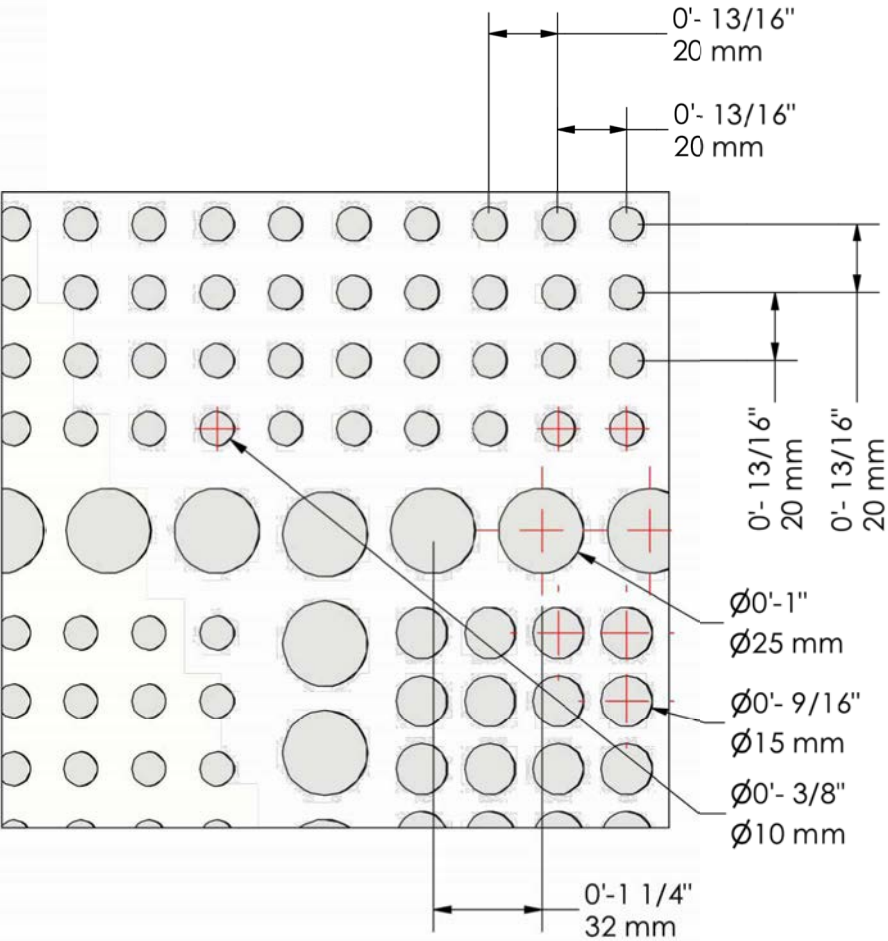 0'- 13/16"
20 mm
0'- 13/16"
20 mm
0'- 13/16"
20 mm
0'- 13/16"
20 mm
Ø0'-1"
Ø25 mm
Ø0'- 9/16"
Ø15 mm
Ø0'- 3/8"
Ø10 mm
0'-1 1/4"
32 mm